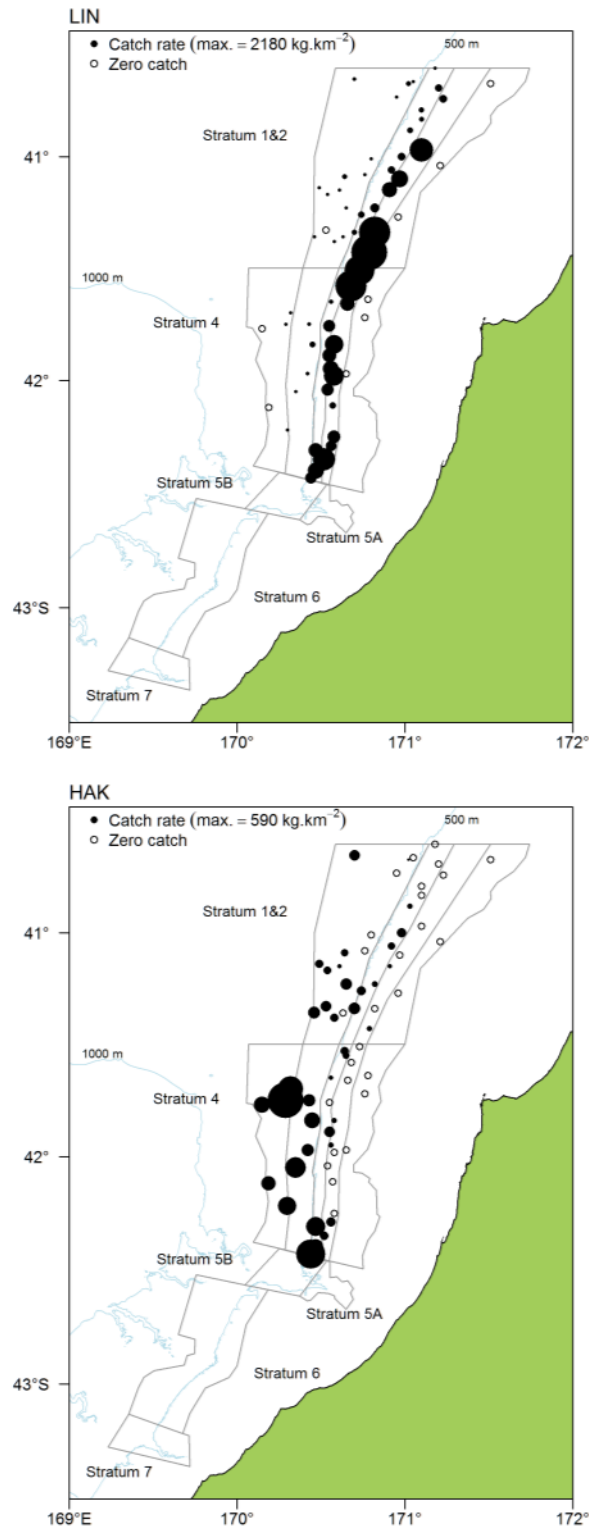 LIN
● Catch rate (max. = 2180 kg.km⁻²)
○ Zero catch
500 m
Stratum 1&2
41°
1000 m
Stratum 4
42°
Stratum 5B
Stratum 5A
Stratum 6
43°S
Stratum 7
169°E 170° 171° 172°
HAK
● Catch rate (max. = 590 kg.km⁻²)
○ Zero catch
500 m
Stratum 1&2
41°
1000 m
Stratum 4
42°
Stratum 5B
Stratum 5A
Stratum 6
43°S
Stratum 7
169°E 170° 171° 172°